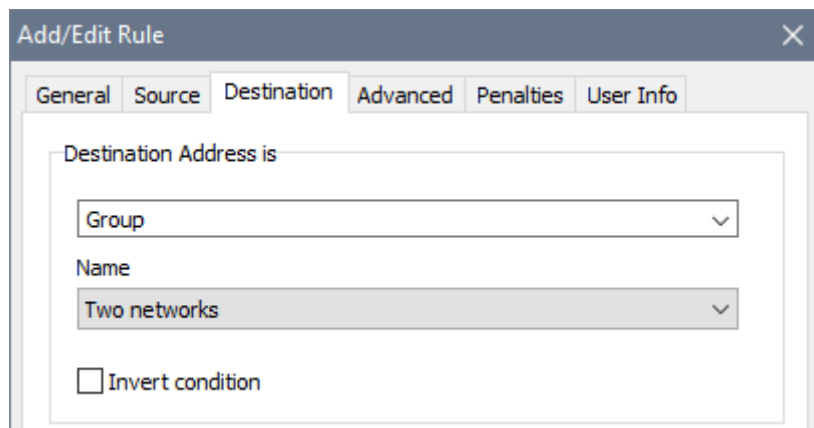 Add/Edit Rule
General Source Destination Advanced Penalties User Info
Destination Address is
Group
Name
Two networks
Invert condition